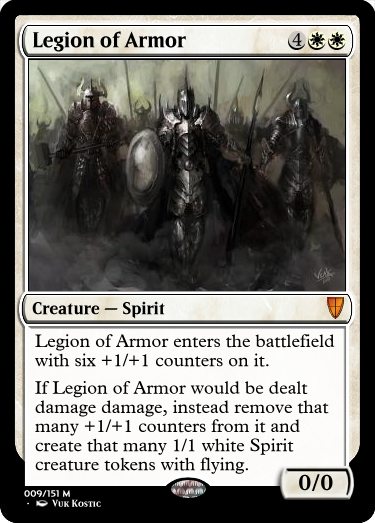 Legion of Armor 4
Creature — Spirit
Legion of Armor enters the battlefield
with six +1/+1 counters on it.
If Legion of Armor would be dealt
damage damage, instead remove that
many +1/+1 counters from it and
create that many 1/1 white Spirit
creature tokens with flying.
0/0
009/151 M
· Vuk Kostic